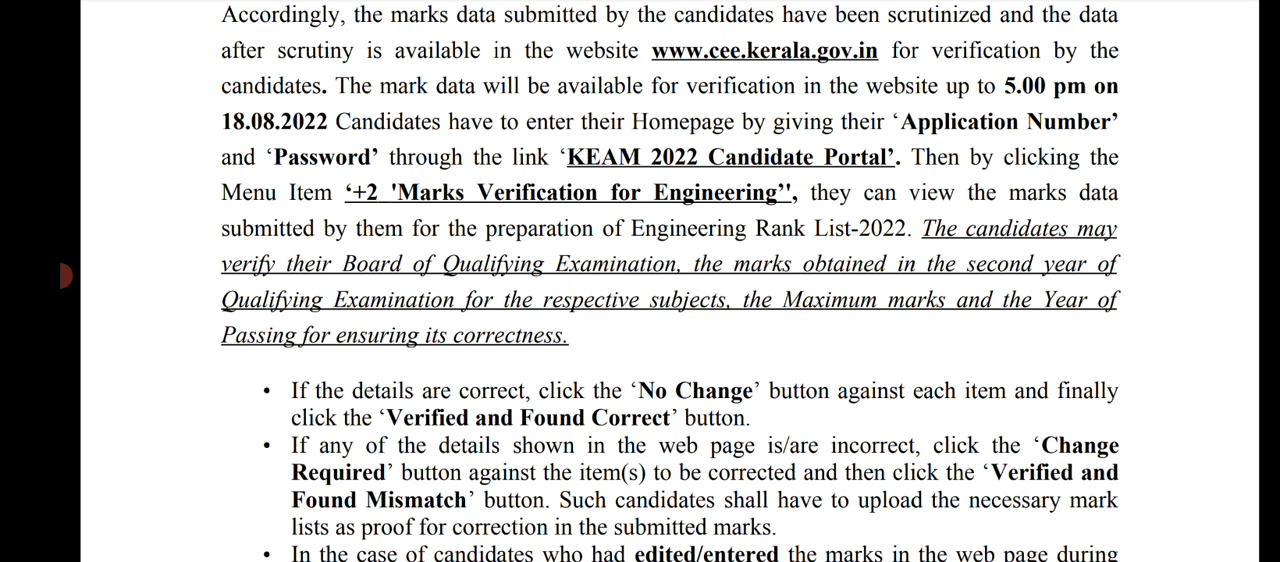 Accordingly, the marks data submitted by the candidates have been scrutinized and the data
after scrutiny is available in the website www.cee.kerala.gov.in for verification by the
candidates. The mark data will be available for verification in the website up to 5.00 pm on
18.08.2022 Candidates have to enter their Homepage by giving their ‘Application Number’
and ‘Password’ through the link ‘KEAM 2022 Candidate Portal’. Then by clicking the
Menu Item ‘+2 'Marks Verification for Engineering’', they can view the marks data
submitted by them for the preparation of Engineering Rank List-2022. The candidates may
verify their Board of Qualifying Examination, the marks obtained in the second year of
Qualifying Examination for the respective subjects, the Maximum marks and the Year of
Passing for ensuring its correctness.
• If the details are correct, click the ‘No Change’ button against each item and finally
click the ‘Verified and Found Correct’ button.
• If any of the details shown in the web page is/are incorrect, click the ‘Change
Required’ button against the item(s) to be corrected and then click the ‘Verified and
Found Mismatch’ button. Such candidates shall have to upload the necessary mark
lists as proof for correction in the submitted marks.
• In the case of candidates who had edited/entered the marks in the web page during